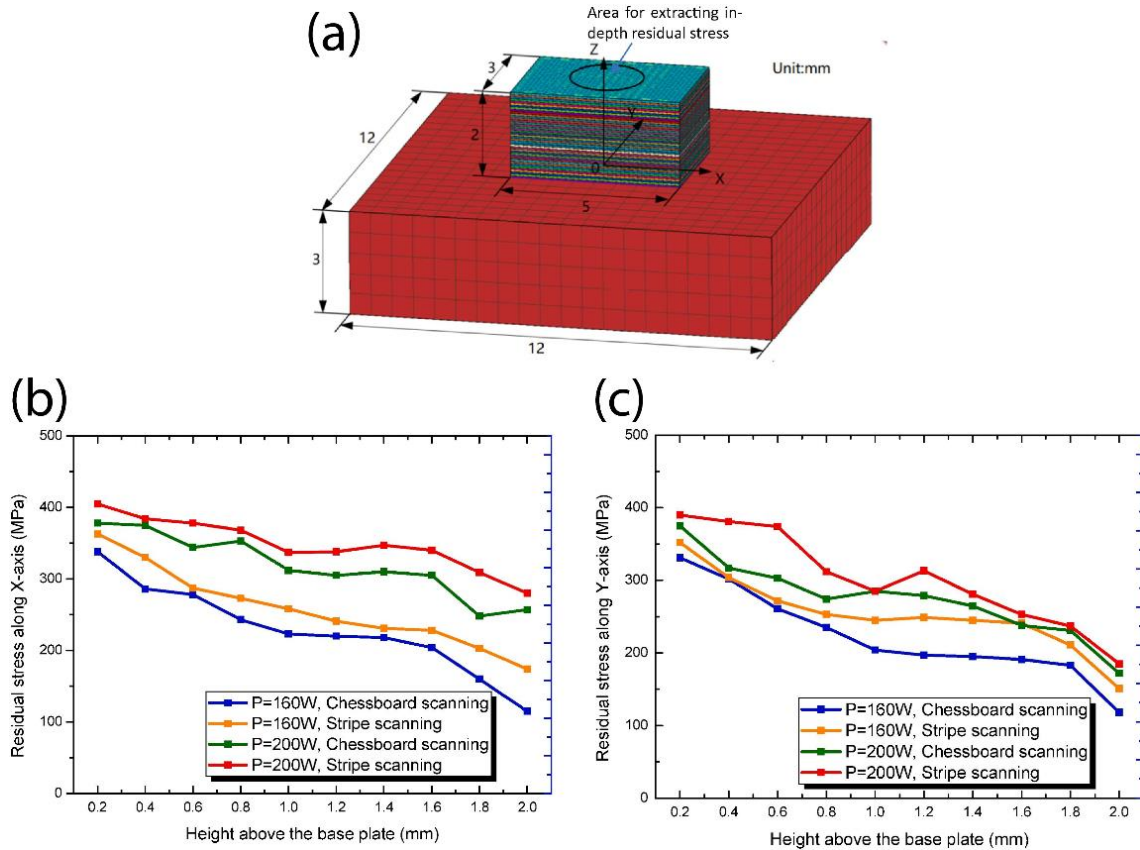 (a)
Area for extracting in-
depth residual stress
Z
Unit:mm
3
Y
12
2
0
X
5
3
12
(b)
500
400
300
200
100
0
Residual stress along X-axis (MPa)
P=160W, Chessboard scanning
P=160W, Stripe scanning
P=200W, Chessboard scanning
P=200W, Stripe scanning
0.2 0.4 0.6 0.8 1.0 1.2 1.4 1.6 1.8 2.0
Height above the base plate (mm)
(c)
500
400
300
200
100
0
Residual stress along Y-axis (MPa)
P=160W, Chessboard scanning
P=160W, Stripe scanning
P=200W, Chessboard scanning
P=200W, Stripe scanning
0.2 0.4 0.6 0.8 1.0 1.2 1.4 1.6 1.8 2.0
Height above the base plate (mm)